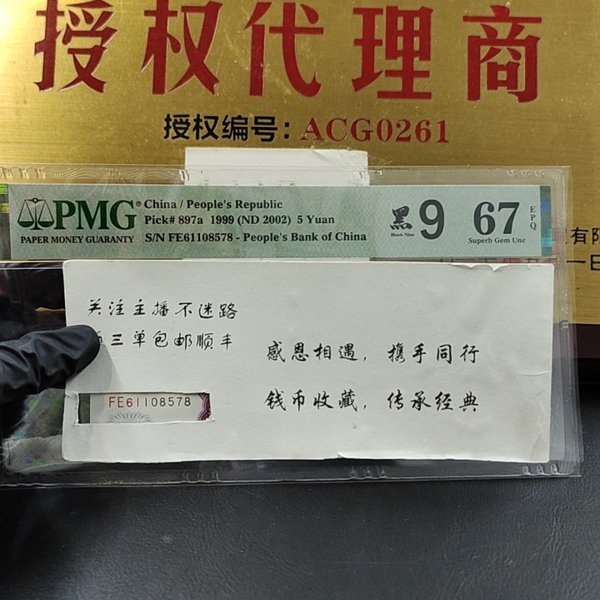 授权代理商
授权编号：ACG0261
PMG®
PAPER MONEY GUARANTY
China / People's Republic
Pick# 897a 1999 (ND 2002) 5 Yuan
S/N FE61108578 - People's Bank of China
黑9
Black Nine
67
EPQ
Superb Gem Unc
有限
一日
关注主播不迷路
三单包邮顺丰
感恩相遇，携手同行
钱币收藏，传承经典
FE61108578